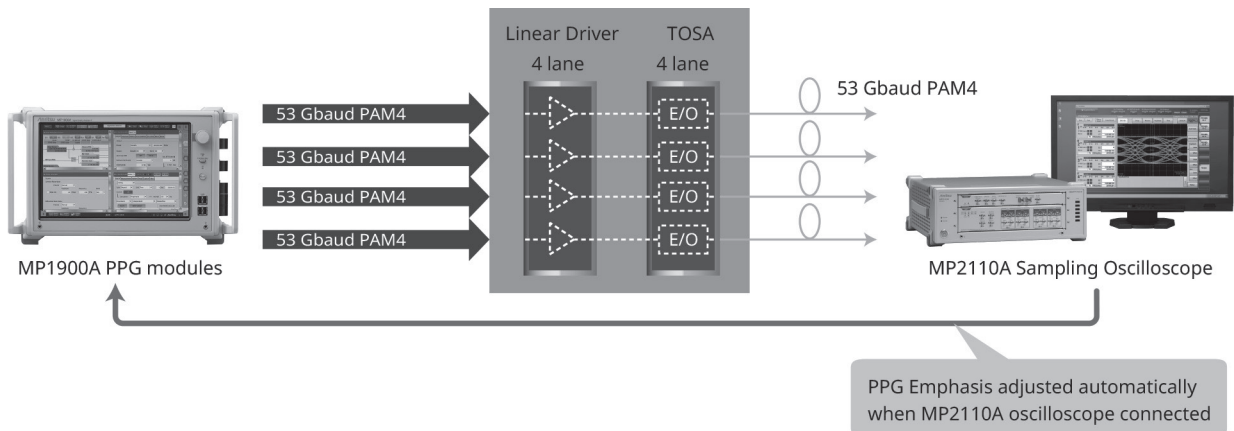 Linear Driver
4 lane
TOSA
4 lane
53 Gbaud PAM4
53 Gbaud PAM4
53 Gbaud PAM4
53 Gbaud PAM4
E/O
E/O
E/O
E/O
53 Gbaud PAM4
MP1900A PPG modules
MP2110A Sampling Oscilloscope
PPG Emphasis adjusted automatically
when MP2110A oscilloscope connected